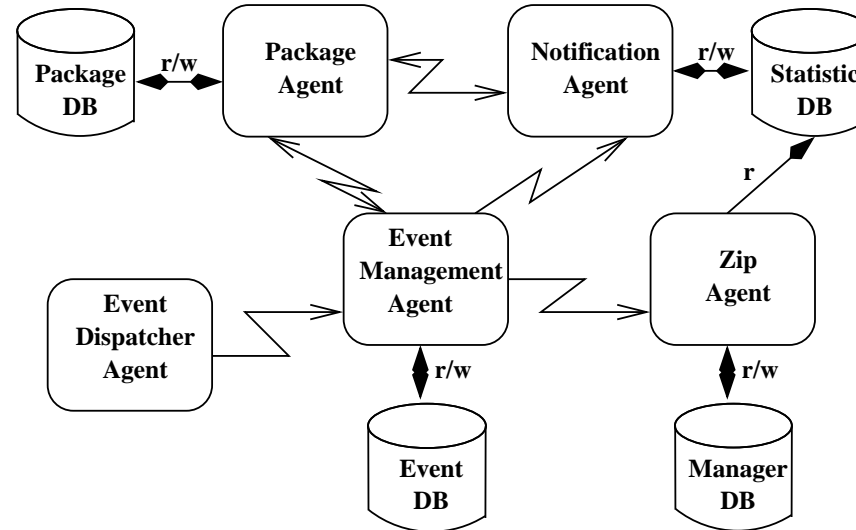 Package
DB
r/w
Package
Agent
Notification
Agent
r/w
Statistic
DB
r
Event
Management
Agent
Zip
Agent
Event
Dispatcher
Agent
r/w
r/w
Event
DB
Manager
DB